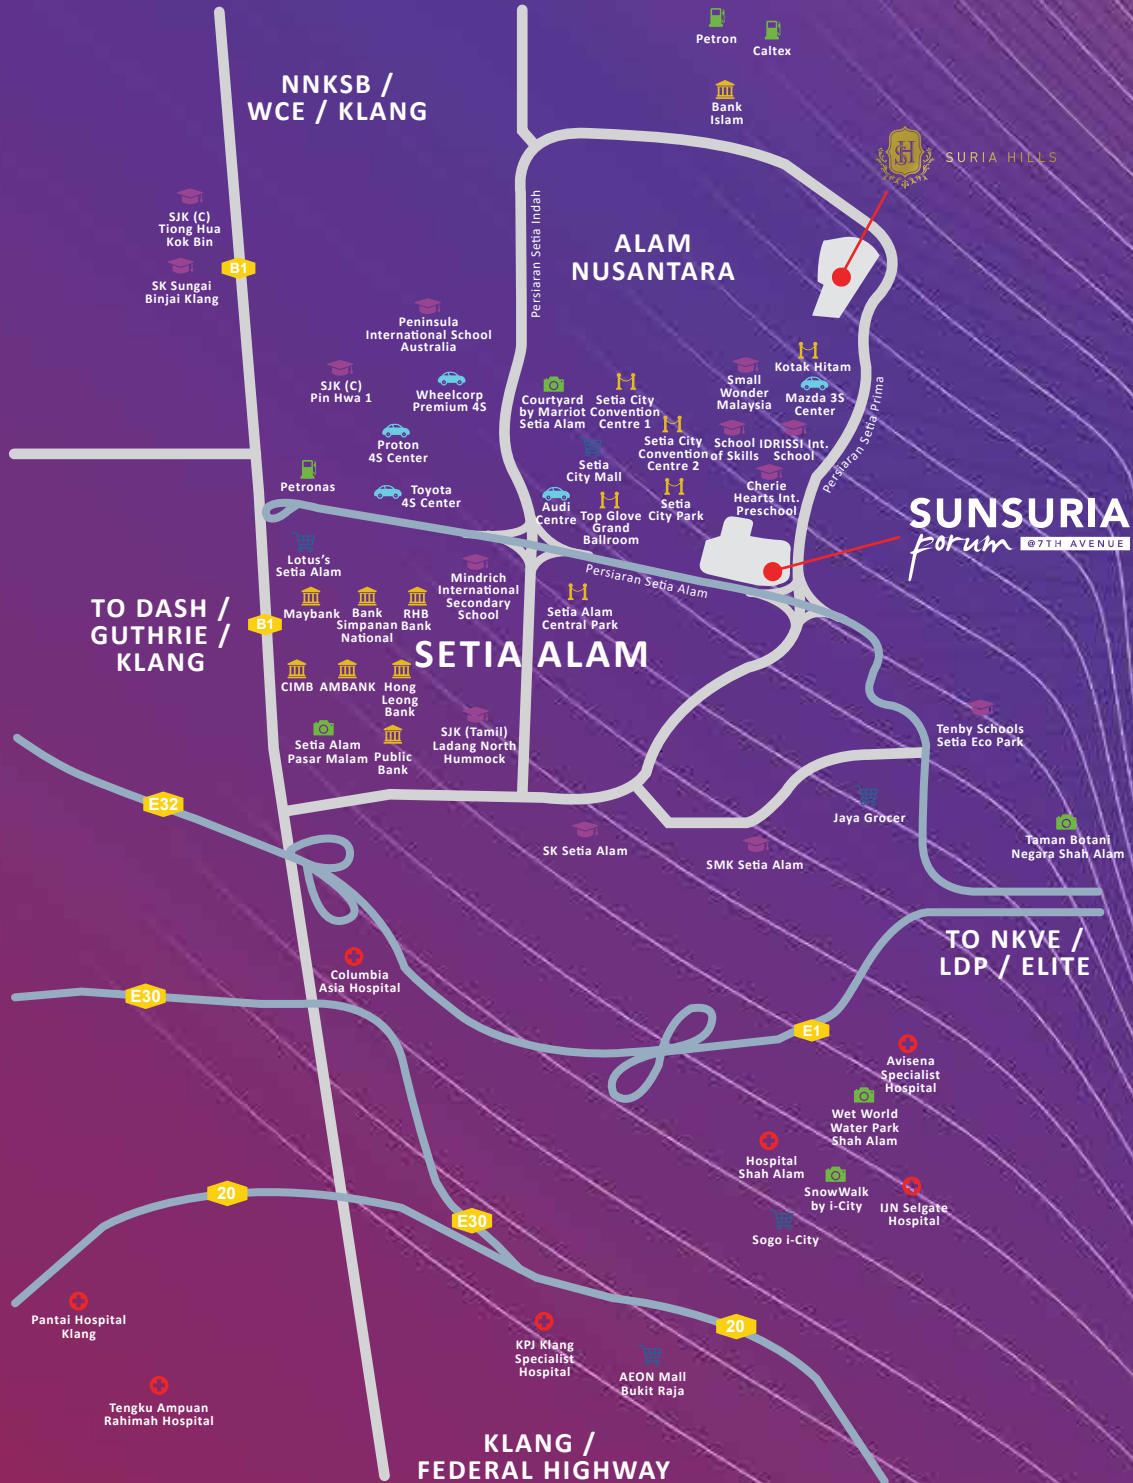 Petron
Caltex
NNKSB /
WCE / KLANG
Bank
Islam
SH
SURIA HILLS
SJK (C)
Tiong Hua
Kok Bin
Persiaran Setia Indah
ALAM
NUSANTARA
B1
SK Sungai
Binjai Klang
Peninsula
International School
Australia
Kotak Hitam
SJK (C)
Pin Hwa 1
Wheelcorp
Premium 4S
Courtyard
by Marriot
Setia Alam
Setia City
Convention
Centre 1
Small
Wonder
Malaysia
Mazda 3S
Center
Persiaran Setia Prima
Proton
4S Center
Setia City
Convention
Centre 2
School
of Skills
IDRISSI Int.
School
Setia
City Mall
Petronas
Toyota
4S Center
Audi
Centre
Top Glove
Grand
Ballroom
Setia
City Park
Cherie
Hearts Int.
Preschool
SUNSURIA
forum @7TH AVENUE
Lotus's
Setia Alam
Mindrich
International
Secondary
School
Persiaran Setia Alam
TO DASH /
GUTHRIE /
KLANG
B1
Maybank
Bank
Simpanan
National
RHB
Bank
Setia Alam
Central Park
SETIA ALAM
CIMB
AMBANK
Hong
Leong
Bank
Setia Alam
Pasar Malam
Public
Bank
SJK (Tamil)
Ladang North
Hummock
Tenby Schools
Setia Eco Park
E32
Jaya Grocer
SK Setia Alam
SMK Setia Alam
Taman Botani
Negara Shah Alam
TO NKVE /
LDP / ELITE
Columbia
Asia Hospital
E30
E1
Avisena
Specialist
Hospital
Wet World
Water Park
Shah Alam
Hospital
Shah Alam
SnowWalk
by i-City
IJN Selgate
Hospital
20
E30
Sogo i-City
Pantai Hospital
Klang
20
KPJ Klang
Specialist
Hospital
AEON Mall
Bukit Raja
Tengku Ampuan
Rahimah Hospital
KLANG /
FEDERAL HIGHWAY